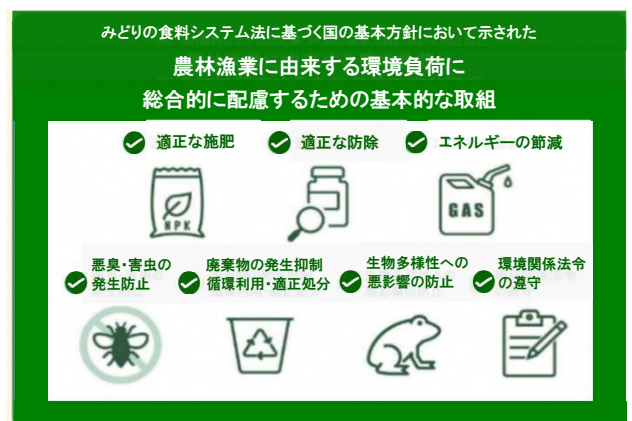 みどりの食料システム法に基づく国の基本方針において示された
農林漁業に由来する環境負荷に
総合的に配慮するための基本的な取組
適正な施肥
適正な防除
エネルギーの節減
NPK
GAS
悪臭・害虫の
発生防止
廃棄物の発生抑制
循環利用・適正処分
生物多様性への
悪影響の防止
環境関係法令
の遵守